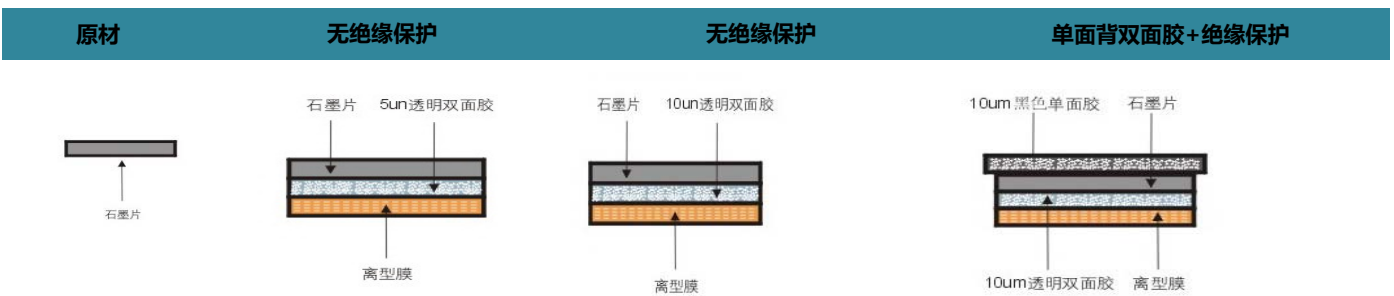 原材 无绝缘保护 无绝缘保护 单面背双面胶+绝缘保护
石墨片 5un透明双面胶 石墨片 10un透明双面胶 10um黑色单面胶 石墨片
石墨片
离型膜 离型膜 10um透明双面胶 离型膜